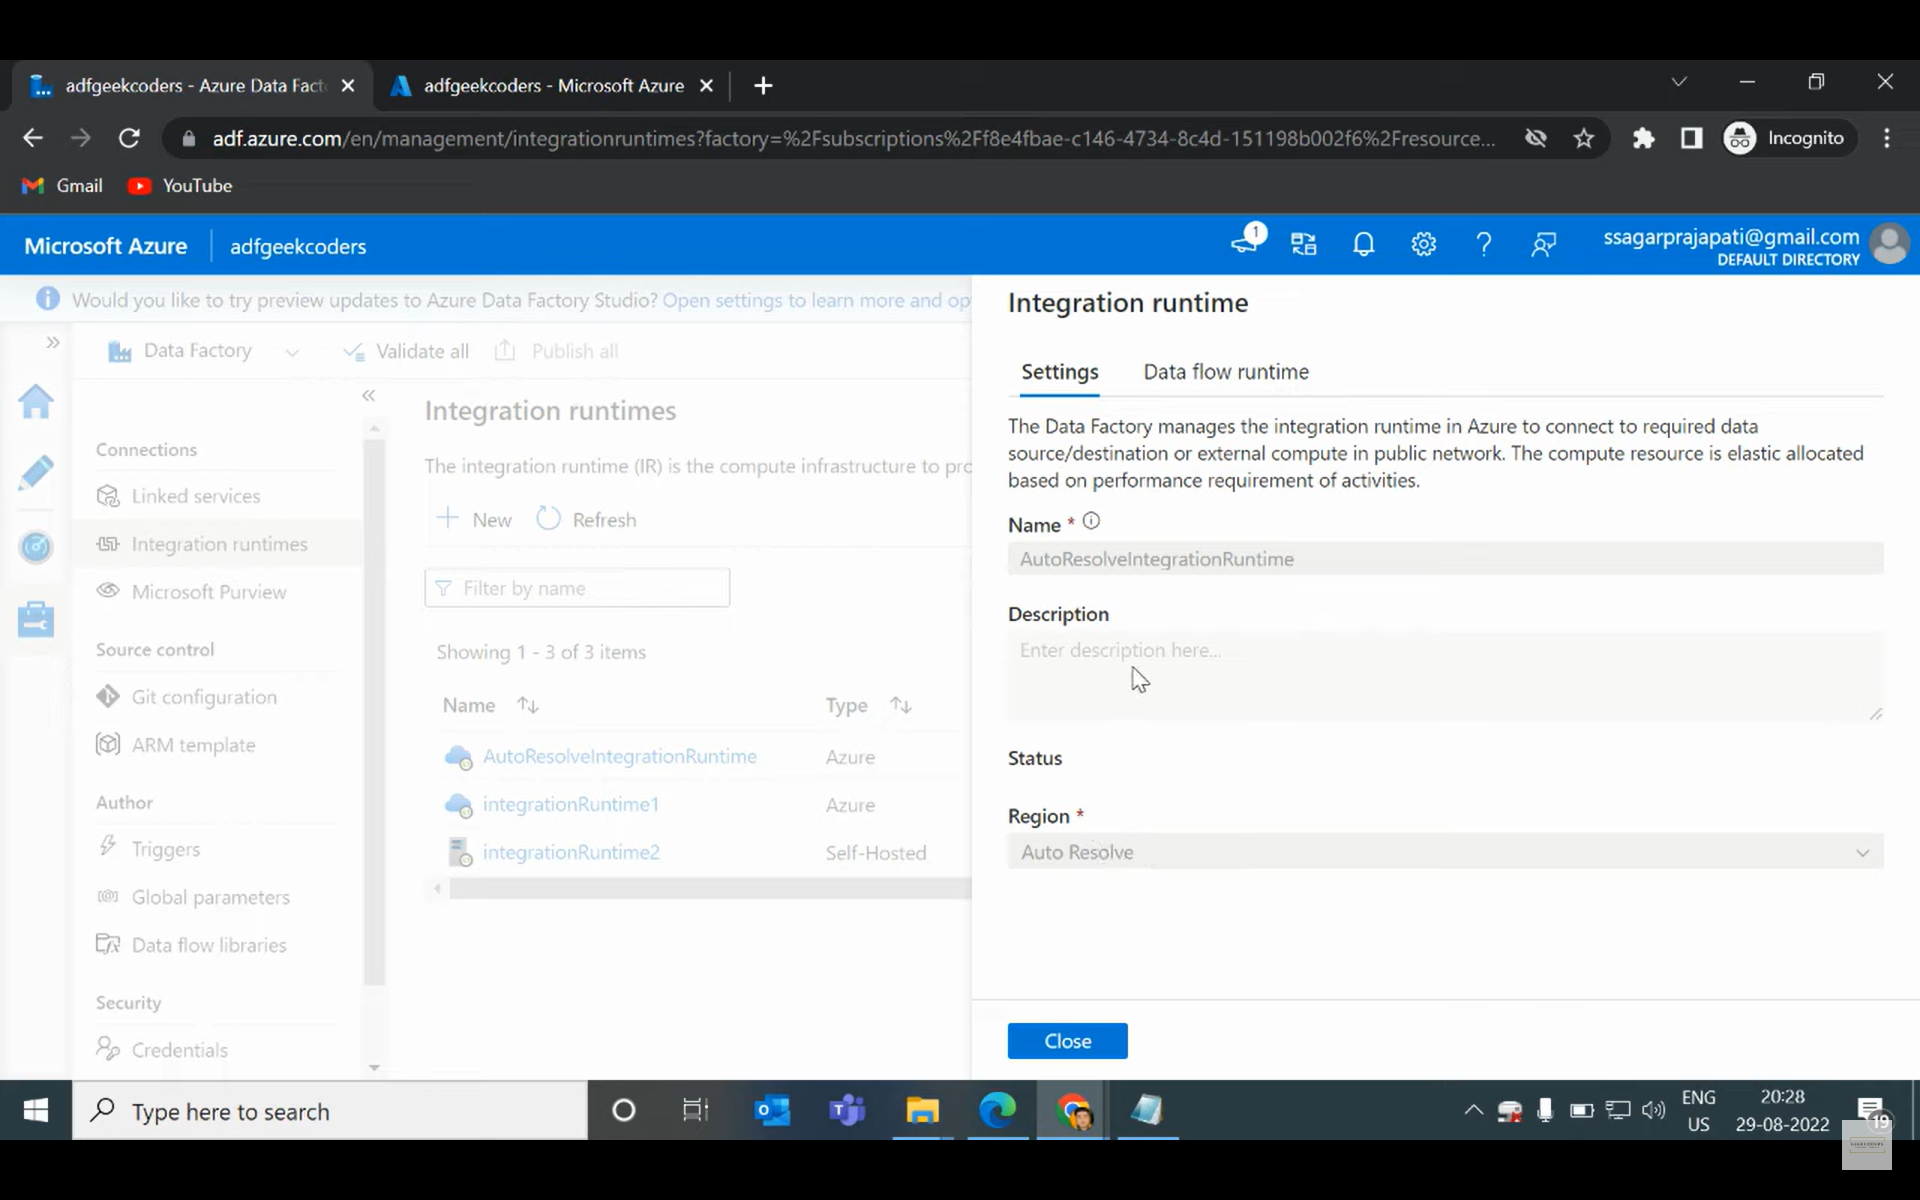 adfgeekcoders - Azure Data Fact
adfgeekcoders - Microsoft Azure
adf.azure.com/en/management/integrationruntimes?factory=%2Fsubscriptions%2Ff8e4fbae-c146-4734-8c4d-151198b002f6%2Fresource...
Incognito
Gmail
YouTube
Microsoft Azure
adfgeekcoders
1
ssagarprajapati@gmail.com
DEFAULT DIRECTORY
Would you like to try preview updates to Azure Data Factory Studio? Open settings to learn more and op
Data Factory
Validate all
Publish all
Connections
Linked services
Integration runtimes
Microsoft Purview
Source control
Git configuration
ARM template
Author
Triggers
Global parameters
Data flow libraries
Security
Credentials
Integration runtimes
The integration runtime (IR) is the compute infrastructure to pro
New
Refresh
Filter by name
Showing 1 - 3 of 3 items
Name
Type
AutoResolveIntegrationRuntime
Azure
integrationRuntime1
Azure
integrationRuntime2
Self-Hosted
Integration runtime
Settings
Data flow runtime
The Data Factory manages the integration runtime in Azure to connect to required data
source/destination or external compute in public network. The compute resource is elastic allocated
based on performance requirement of activities.
Name *
AutoResolveIntegrationRuntime
Description
Enter description here...
Status
Region *
Auto Resolve
Close
Type here to search
ENG
US
20:28
29-08-2022
19